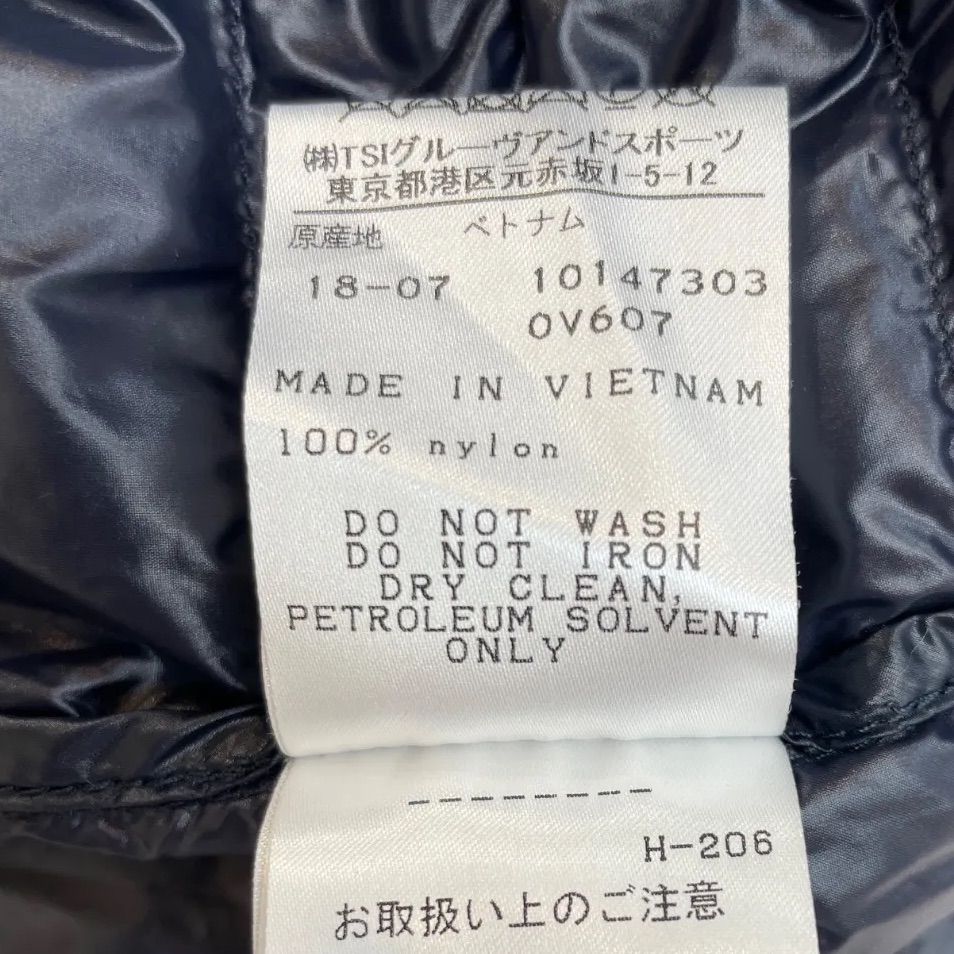 (株)TSIグルーヴアンドスポーツ
東京都港区元赤坂1-5-12
原産地 ベトナム
18-07 10147303
0V607
MADE IN VIETNAM
100% nylon
DO NOT WASH
DO NOT IRON
DRY CLEAN,
PETROLEUM SOLVENT
ONLY
--------
H-206
お取扱い上のご注意